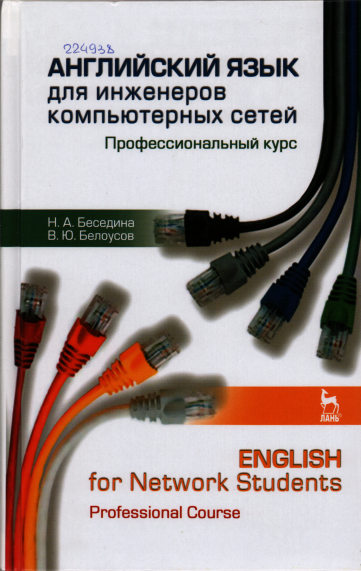 224938
АНГЛИЙСКИЙ ЯЗЫК
для инженеров
компьютерных сетей
Профессиональный курс
Н. А. Беседина
В. Ю. Белоусов
ЛАНЬ
ENGLISH
for Network Students
Professional Course